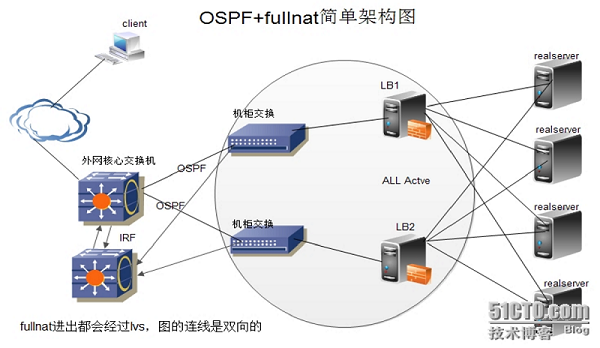 OSPF+fullnat简单架构图
client
realserver
LB1
机柜交换
外网核心交换机
OSPF
realserver
ALL Actve
OSPF
机柜交换
LB2
realserver
IRF
realserver
fullnat进出都会经过lvs，图的连线是双向的
51CTO.com
技术博客 Blog